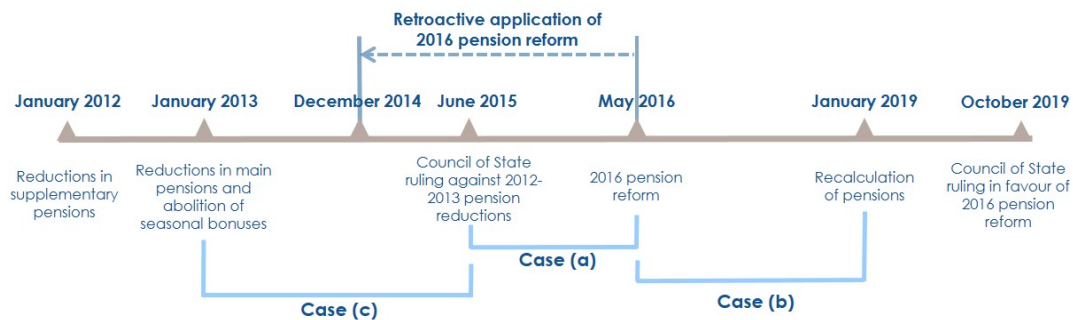 Retroactive application of
2016 pension reform
January 2012
January 2013
December 2014
June 2015
May 2016
January 2019
October 2019
Reductions in
supplementary
pensions
Reductions in main
pensions and
abolition of
seasonal bonuses
Council of State
ruling against 2012-
2013 pension
reductions
2016 pension
reform
Recalculation
of pensions
Council of State
ruling in favour of
2016 pension
reform
Case (a)
Case (b)
Case (c)